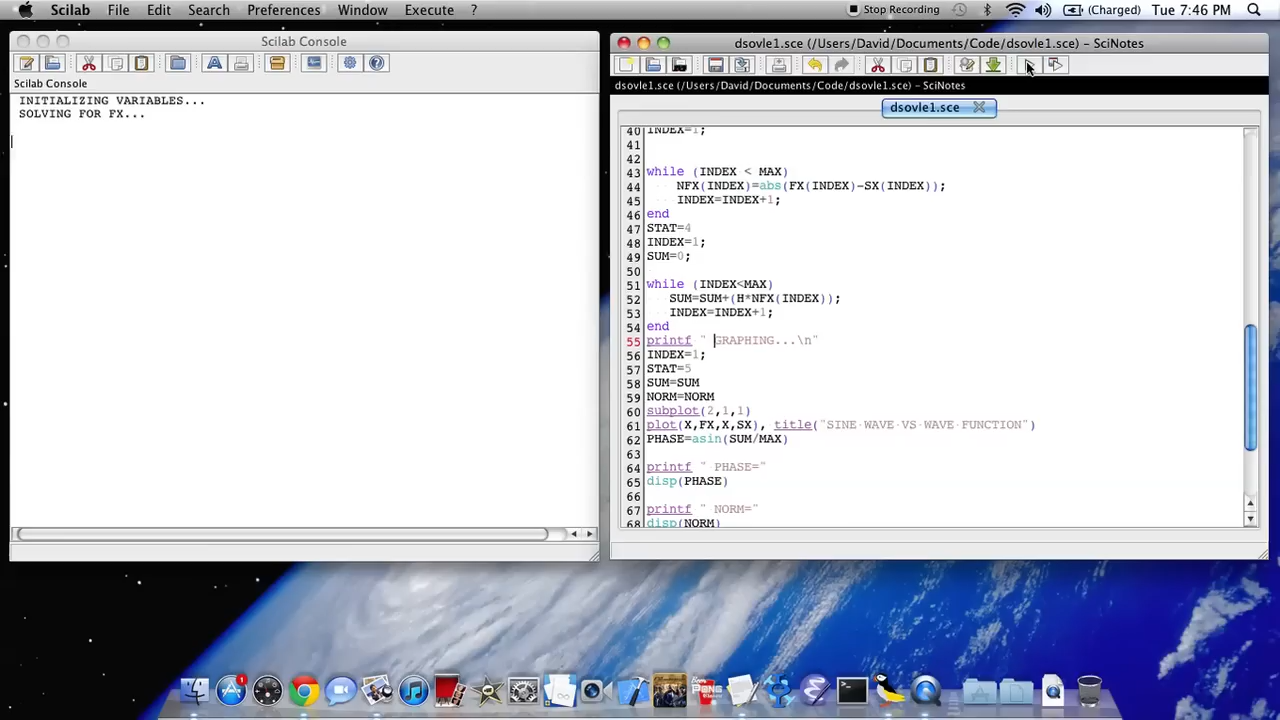 Scilab File Edit Search Preferences Window Execute ? Stop Recording (Charged) Tue 7:46 PM
Scilab Console
Scilab Console
INITIALIZING VARIABLES...
SOLVING FOR FX...
dsovle1.sce (/Users/David/Documents/Code/dsovle1.sce) - SciNotes
dsovle1.sce (/Users/David/Documents/Code/dsovle1.sce) - SciNotes
dsovle1.sce
40 INDEX=1;
41
42
43 while (INDEX < MAX)
44 NFX(INDEX)=abs(FX(INDEX)-SX(INDEX));
45 INDEX=INDEX+1;
46 end
47 STAT=4
48 INDEX=1;
49 SUM=0;
50
51 while (INDEX<MAX)
52 SUM=SUM+(H*NFX(INDEX));
53 INDEX=INDEX+1;
54 end
55 printf " GRAPHING...\n"
56 INDEX=1;
57 STAT=5
58 SUM=SUM
59 NORM=NORM
60 subplot(2,1,1)
61 plot(X,FX,X,SX), title("SINE WAVE VS WAVE FUNCTION")
62 PHASE=asin(SUM/MAX)
63
64 printf " PHASE="
65 disp(PHASE)
66
67 printf " NORM="
68 disp(NORM)
1